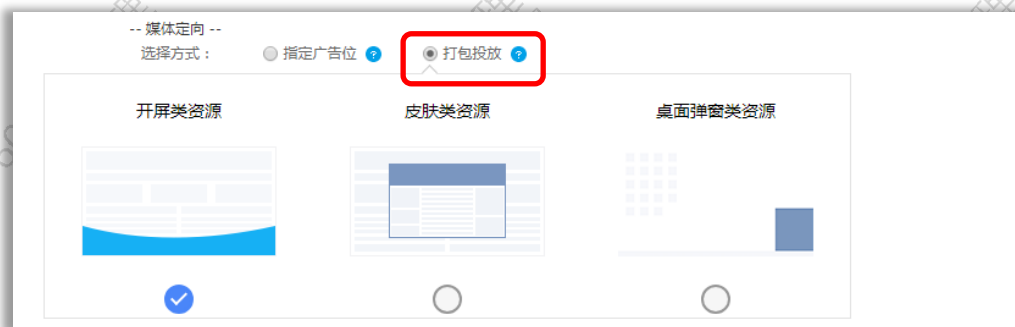 -- 媒体定向 --
选择方式： 指定广告位 ? 打包投放 ?
开屏类资源 皮肤类资源 桌面弹窗类资源